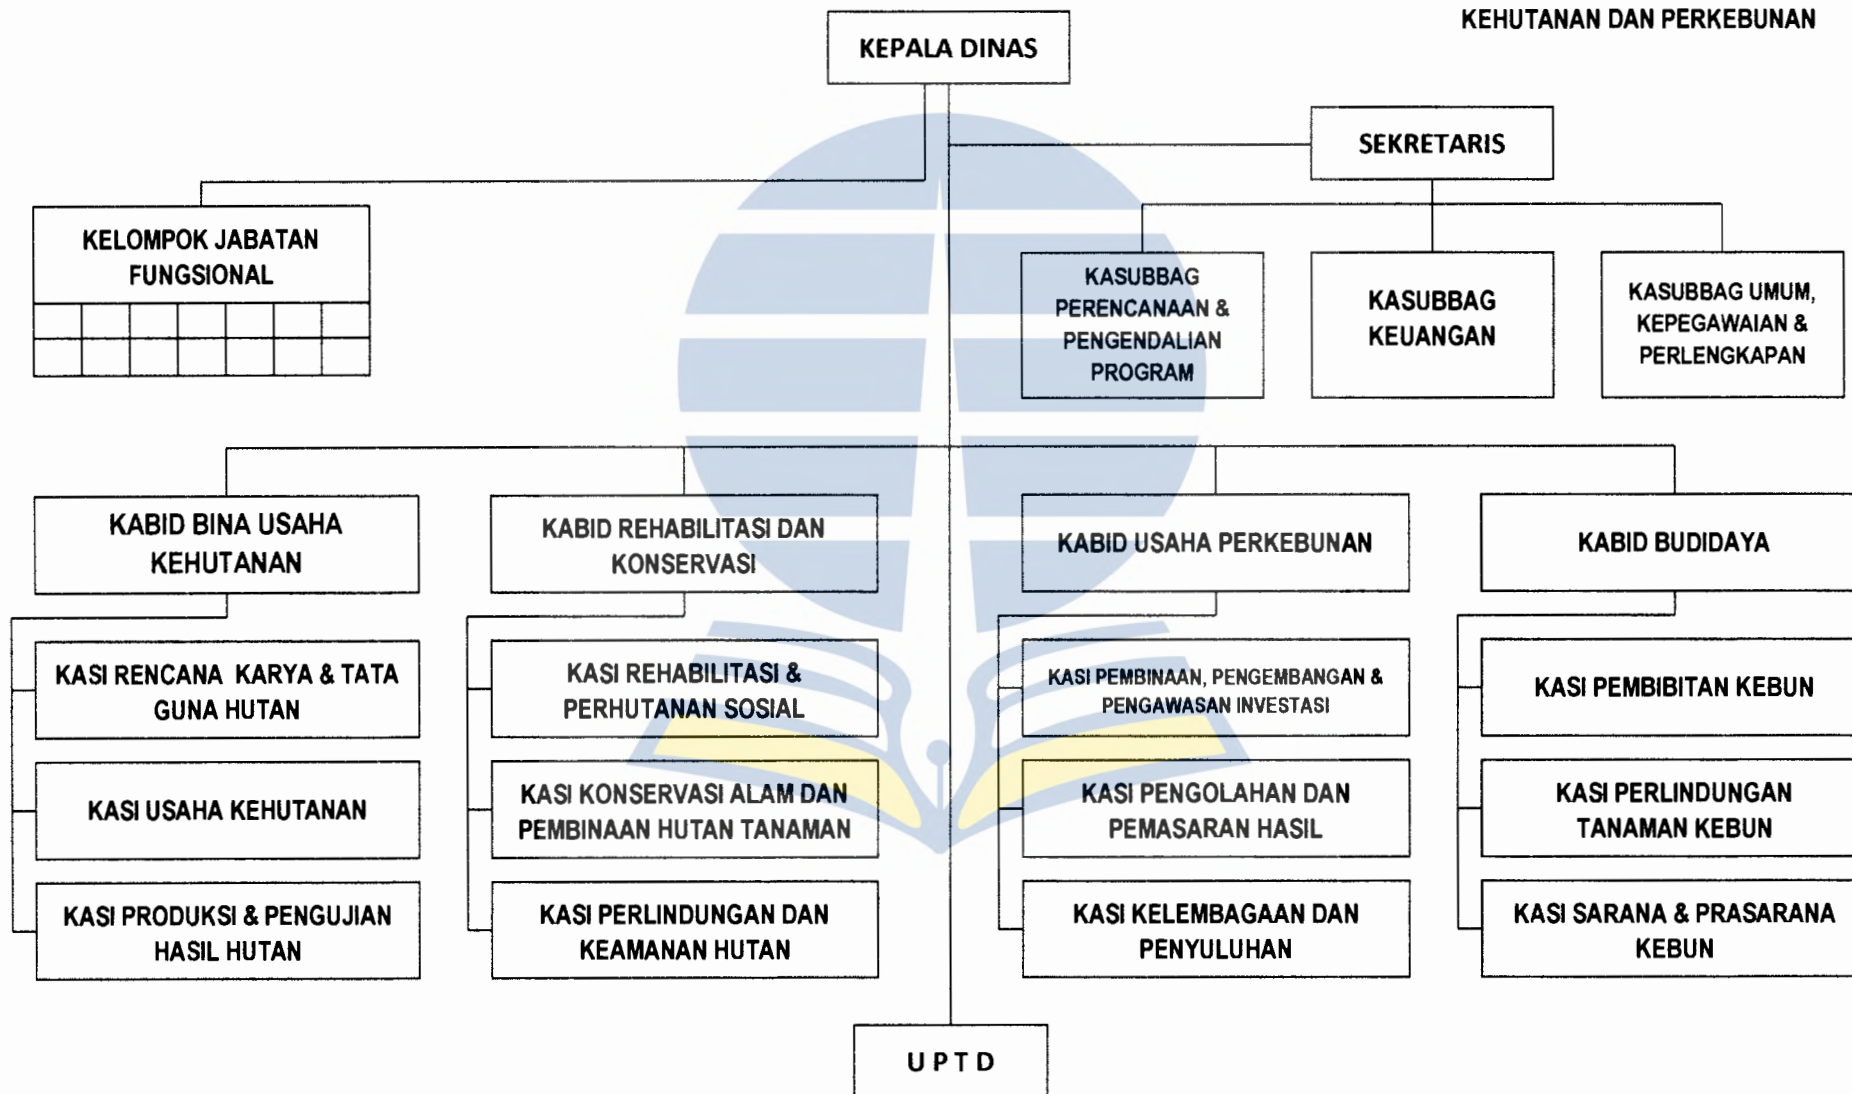 KEHUTANAN DAN PERKEBUNAN
KEPALA DINAS
SEKRETARIS
KELOMPOK JABATAN
FUNGSIONAL
KASUBBAG
PERENCANAAN &
PENGENDALIAN
PROGRAM
KASUBBAG
KEUANGAN
KASUBBAG UMUM,
KEPEGAWAIAN &
PERLENGKAPAN
KABID BINA USAHA
KEHUTANAN
KABID REHABILITASI DAN
KONSERVASI
KABID USAHA PERKEBUNAN
KABID BUDIDAYA
KASI RENCANA KARYA & TATA
GUNA HUTAN
KASI REHABILITASI &
PERHUTANAN SOSIAL
KASI PEMBINAAN, PENGEMBANGAN &
PENGAWASAN INVESTASI
KASI PEMBIBITAN KEBUN
KASI USAHA KEHUTANAN
KASI KONSERVASI ALAM DAN
PEMBINAAN HUTAN TANAMAN
KASI PENGOLAHAN DAN
PEMASARAN HASIL
KASI PERLINDUNGAN
TANAMAN KEBUN
KASI PRODUKSI & PENGUJIAN
HASIL HUTAN
KASI PERLINDUNGAN DAN
KEAMANAN HUTAN
KASI KELEMBAGAAN DAN
PENYULUHAN
KASI SARANA & PRASARANA
KEBUN
U P T D